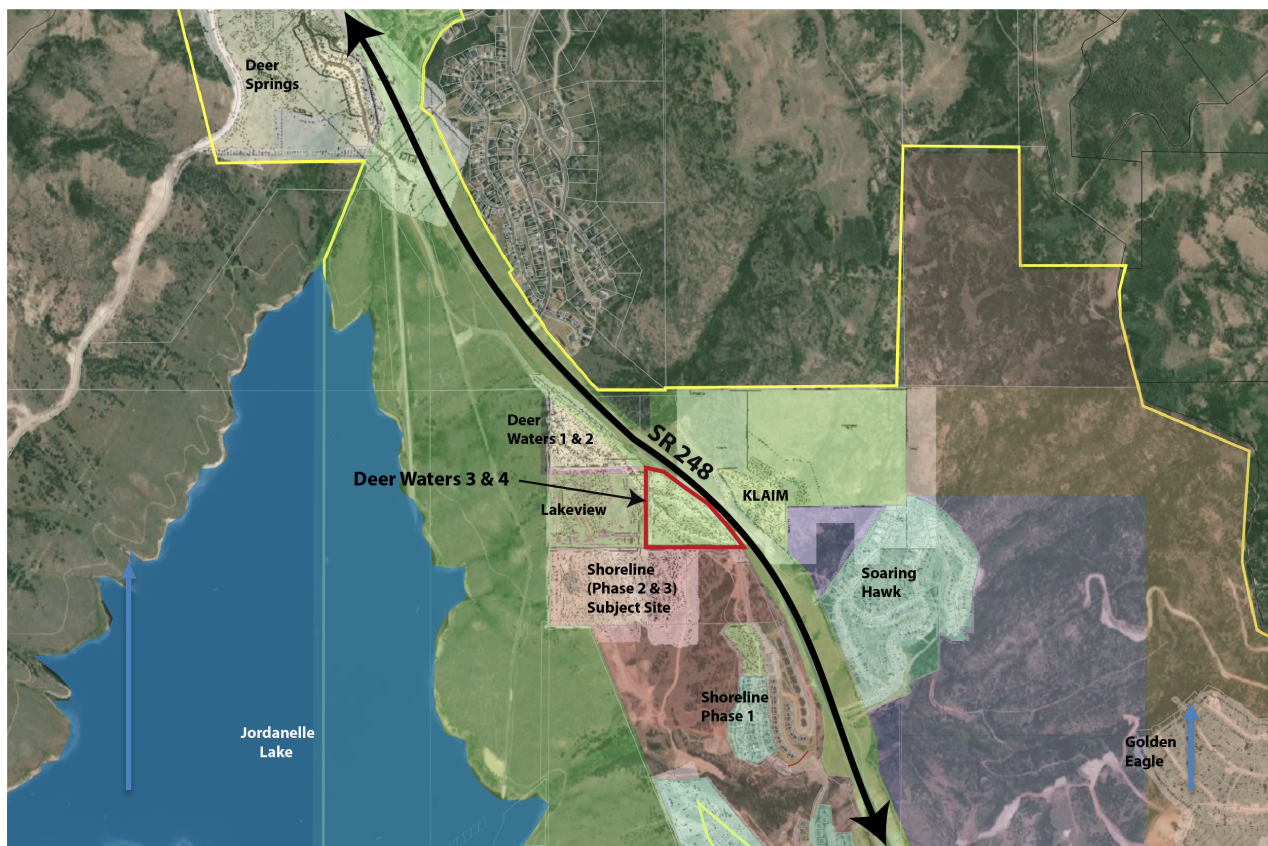 Deer
Springs
Deer
Waters 1 & 2
SR 248
Deer Waters 3 & 4
KLAIM
Lakeview
Shoreline
(Phase 2 & 3)
Subject Site
Soaring
Hawk
Shoreline
Phase 1
Jordanelle
Lake
Golden
Eagle